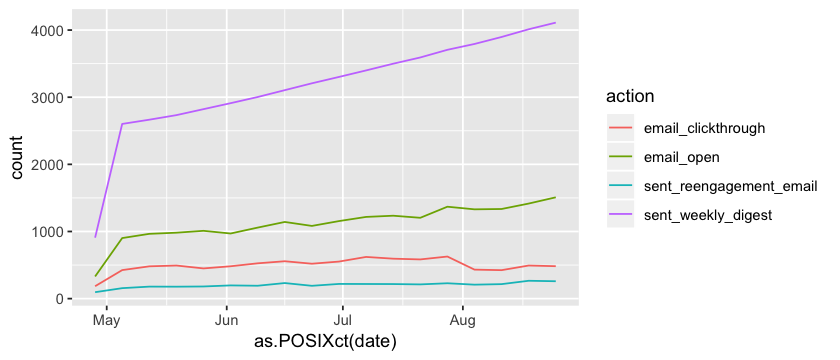 4000
3000
2000
1000
0
count
May Jun Jul Aug
as.POSIXct(date)
action
email_clickthrough
email_open
sent_reengagement_email
sent_weekly_digest